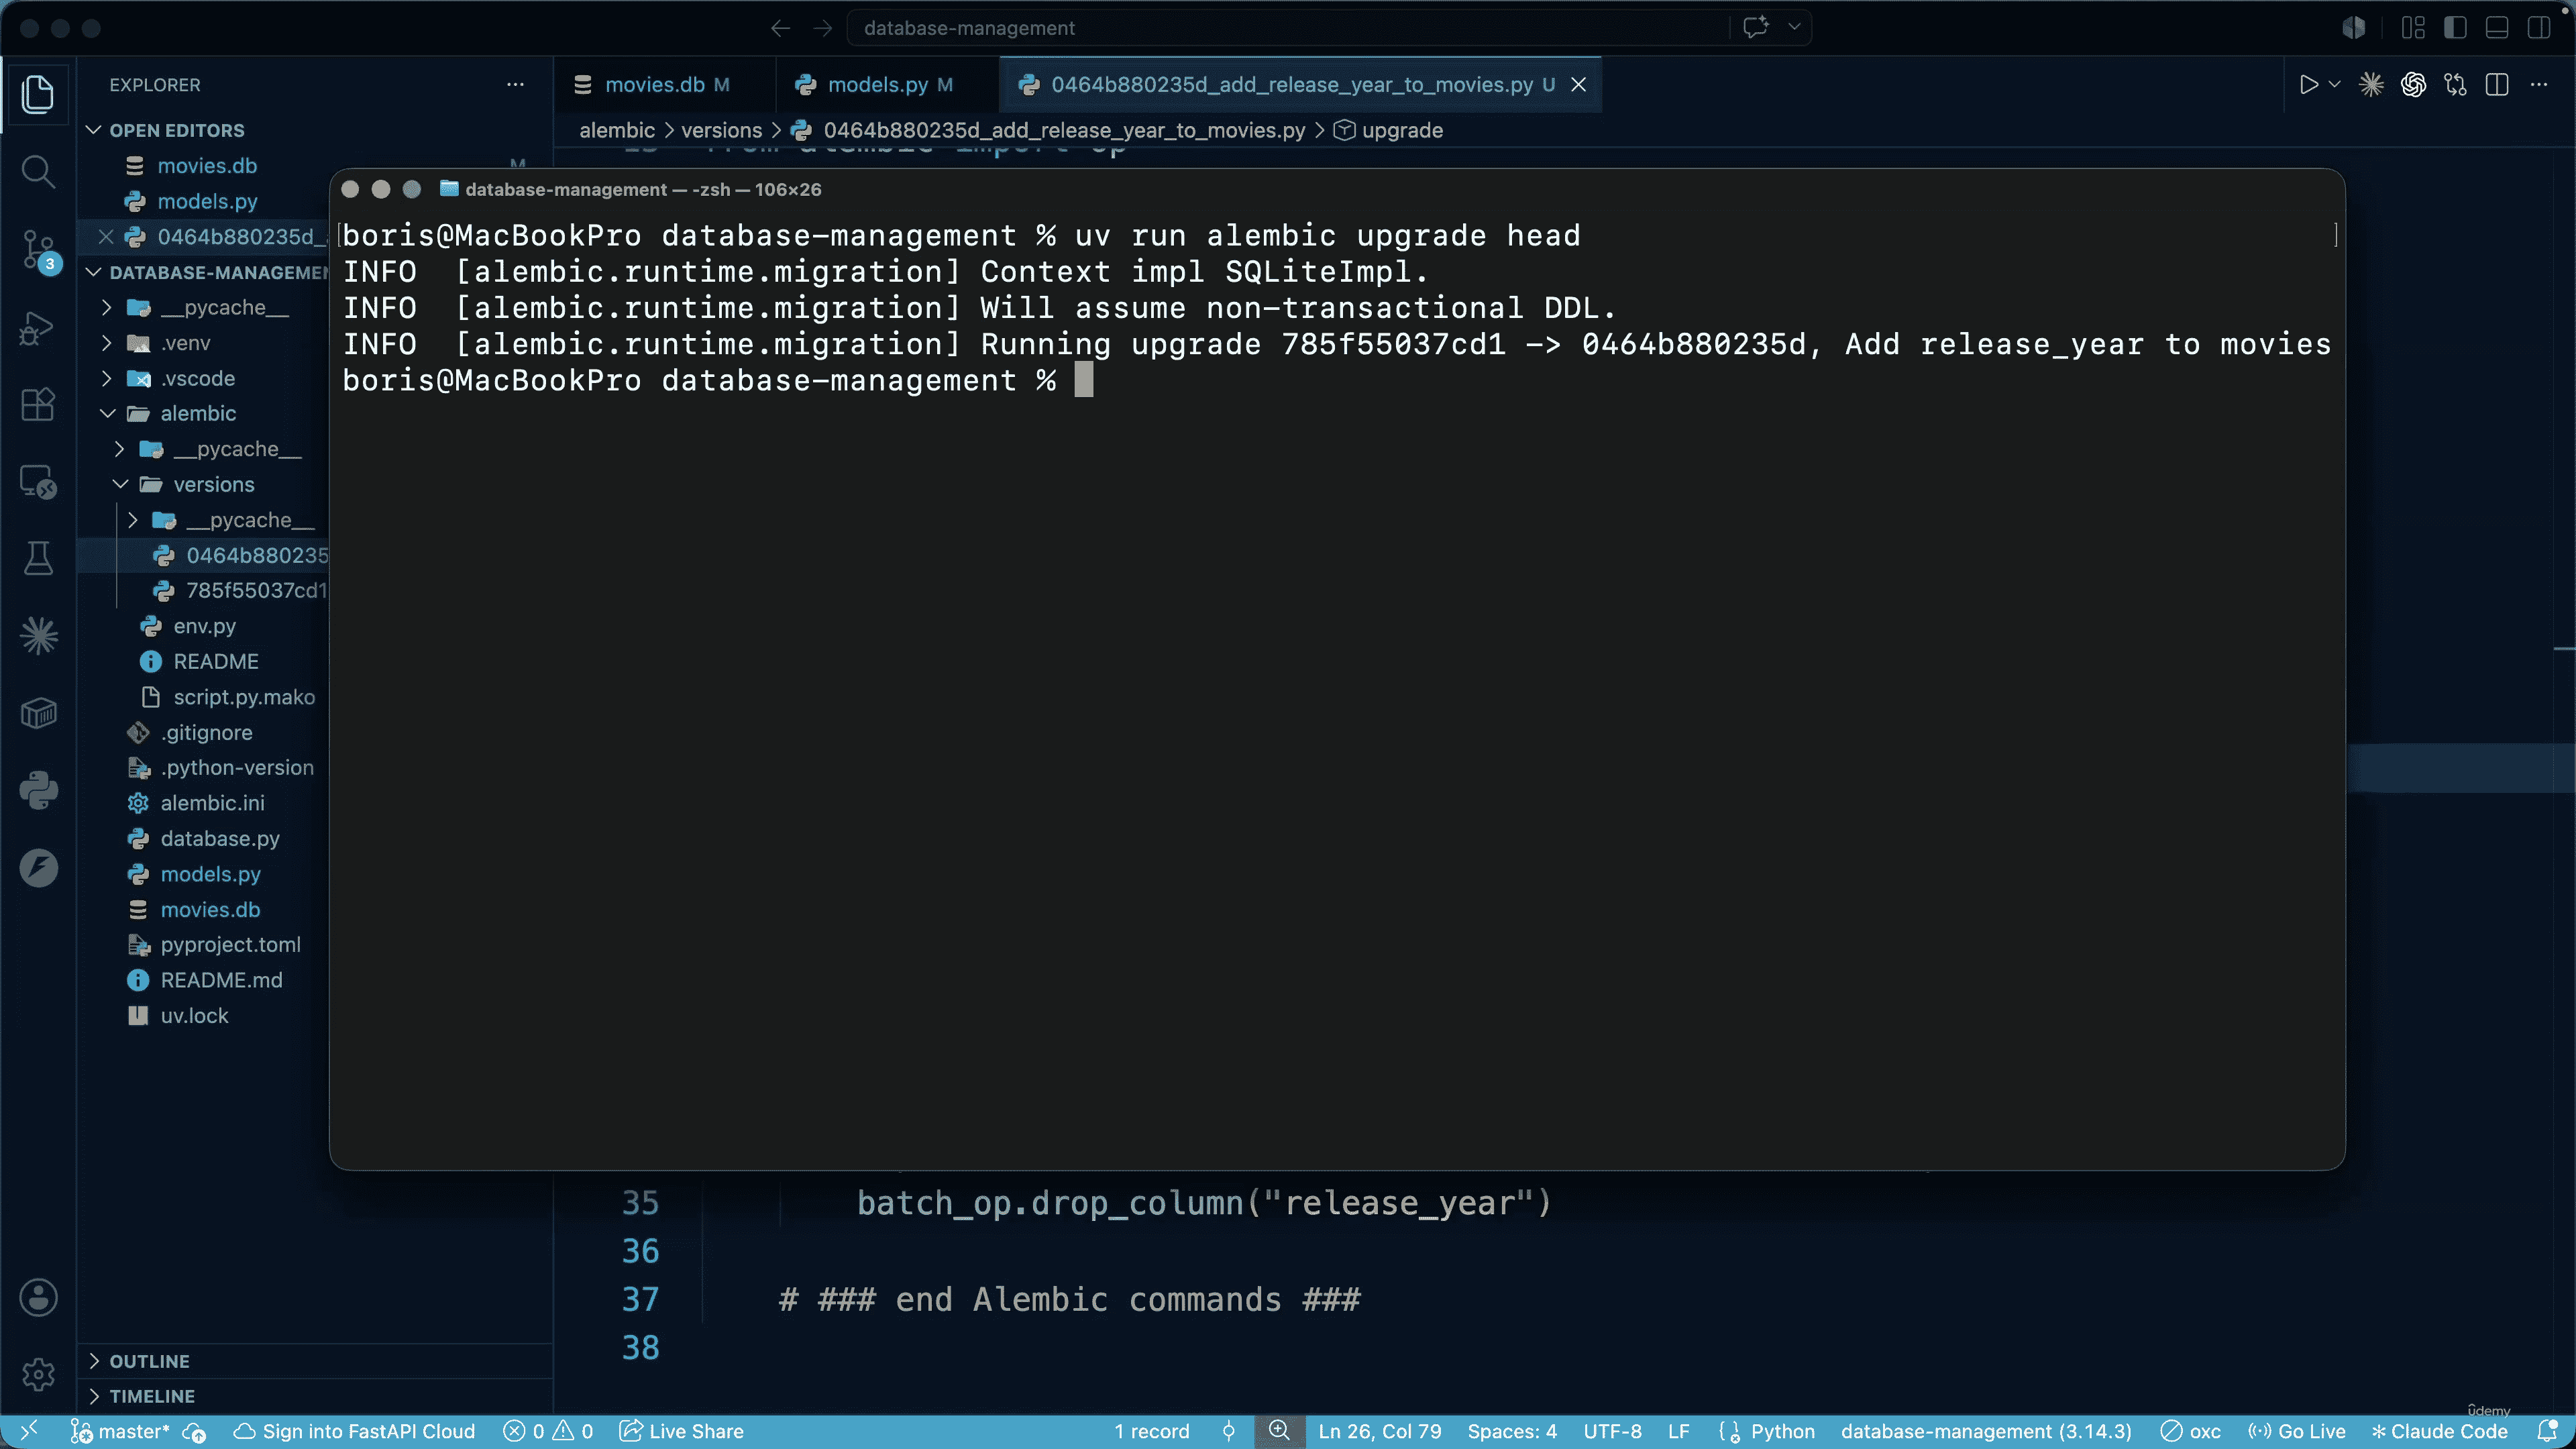 database-management
EXPLORER
movies.db M
models.py M
0464b880235d_add_release_year_to_movies.py U
OPEN EDITORS
alembic > versions > 0464b880235d_add_release_year_to_movies.py > upgrade
movies.db M
models.py
0464b880235d_
DATABASE-MANAGEMEN
__pycache__
.venv
.vscode
alembic
__pycache__
versions
__pycache__
0464b880235
785f55037cd1
env.py
README
script.py.mako
.gitignore
.python-version
alembic.ini
database.py
models.py
movies.db
pyproject.toml
README.md
uv.lock
OUTLINE
TIMELINE
database-management — -zsh — 106×26
boris@MacBookPro database-management % uv run alembic upgrade head
INFO  [alembic.runtime.migration] Context impl SQLiteImpl.
INFO  [alembic.runtime.migration] Will assume non-transactional DDL.
INFO  [alembic.runtime.migration] Running upgrade 785f55037cd1 -> 0464b880235d, Add release_year to movies
boris@MacBookPro database-management %
35 batch_op.drop_column("release_year")
36
37 # ### end Alembic commands ###
38
udemy
3
master* Sign into FastAPI Cloud 0 0 Live Share 1 record Ln 26, Col 79 Spaces: 4 UTF-8 LF Python database-management (3.14.3) oxc Go Live Claude Code